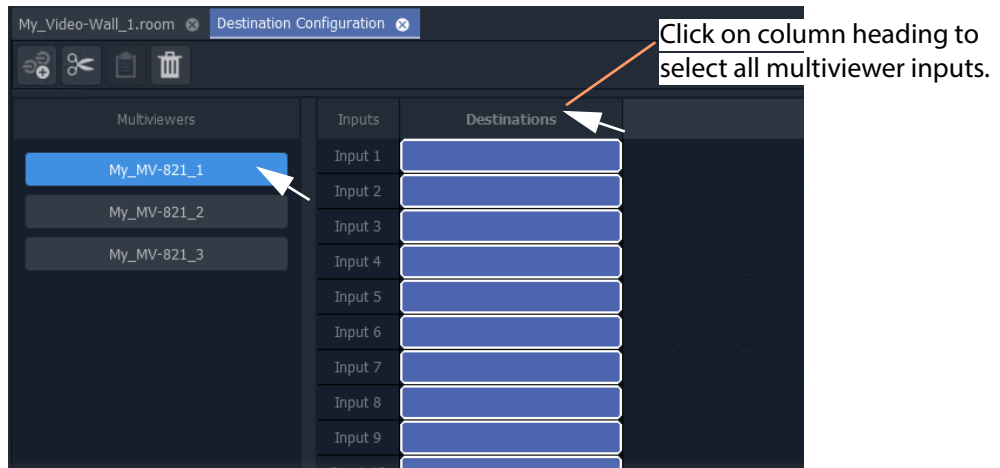 My_Video-Wall_1.room
Destination Configuration
Click on column heading to
select all multiviewer inputs.
Multiviewers
Inputs
Destinations
My_MV-821_1
My_MV-821_2
My_MV-821_3
Input 1
Input 2
Input 3
Input 4
Input 5
Input 6
Input 7
Input 8
Input 9